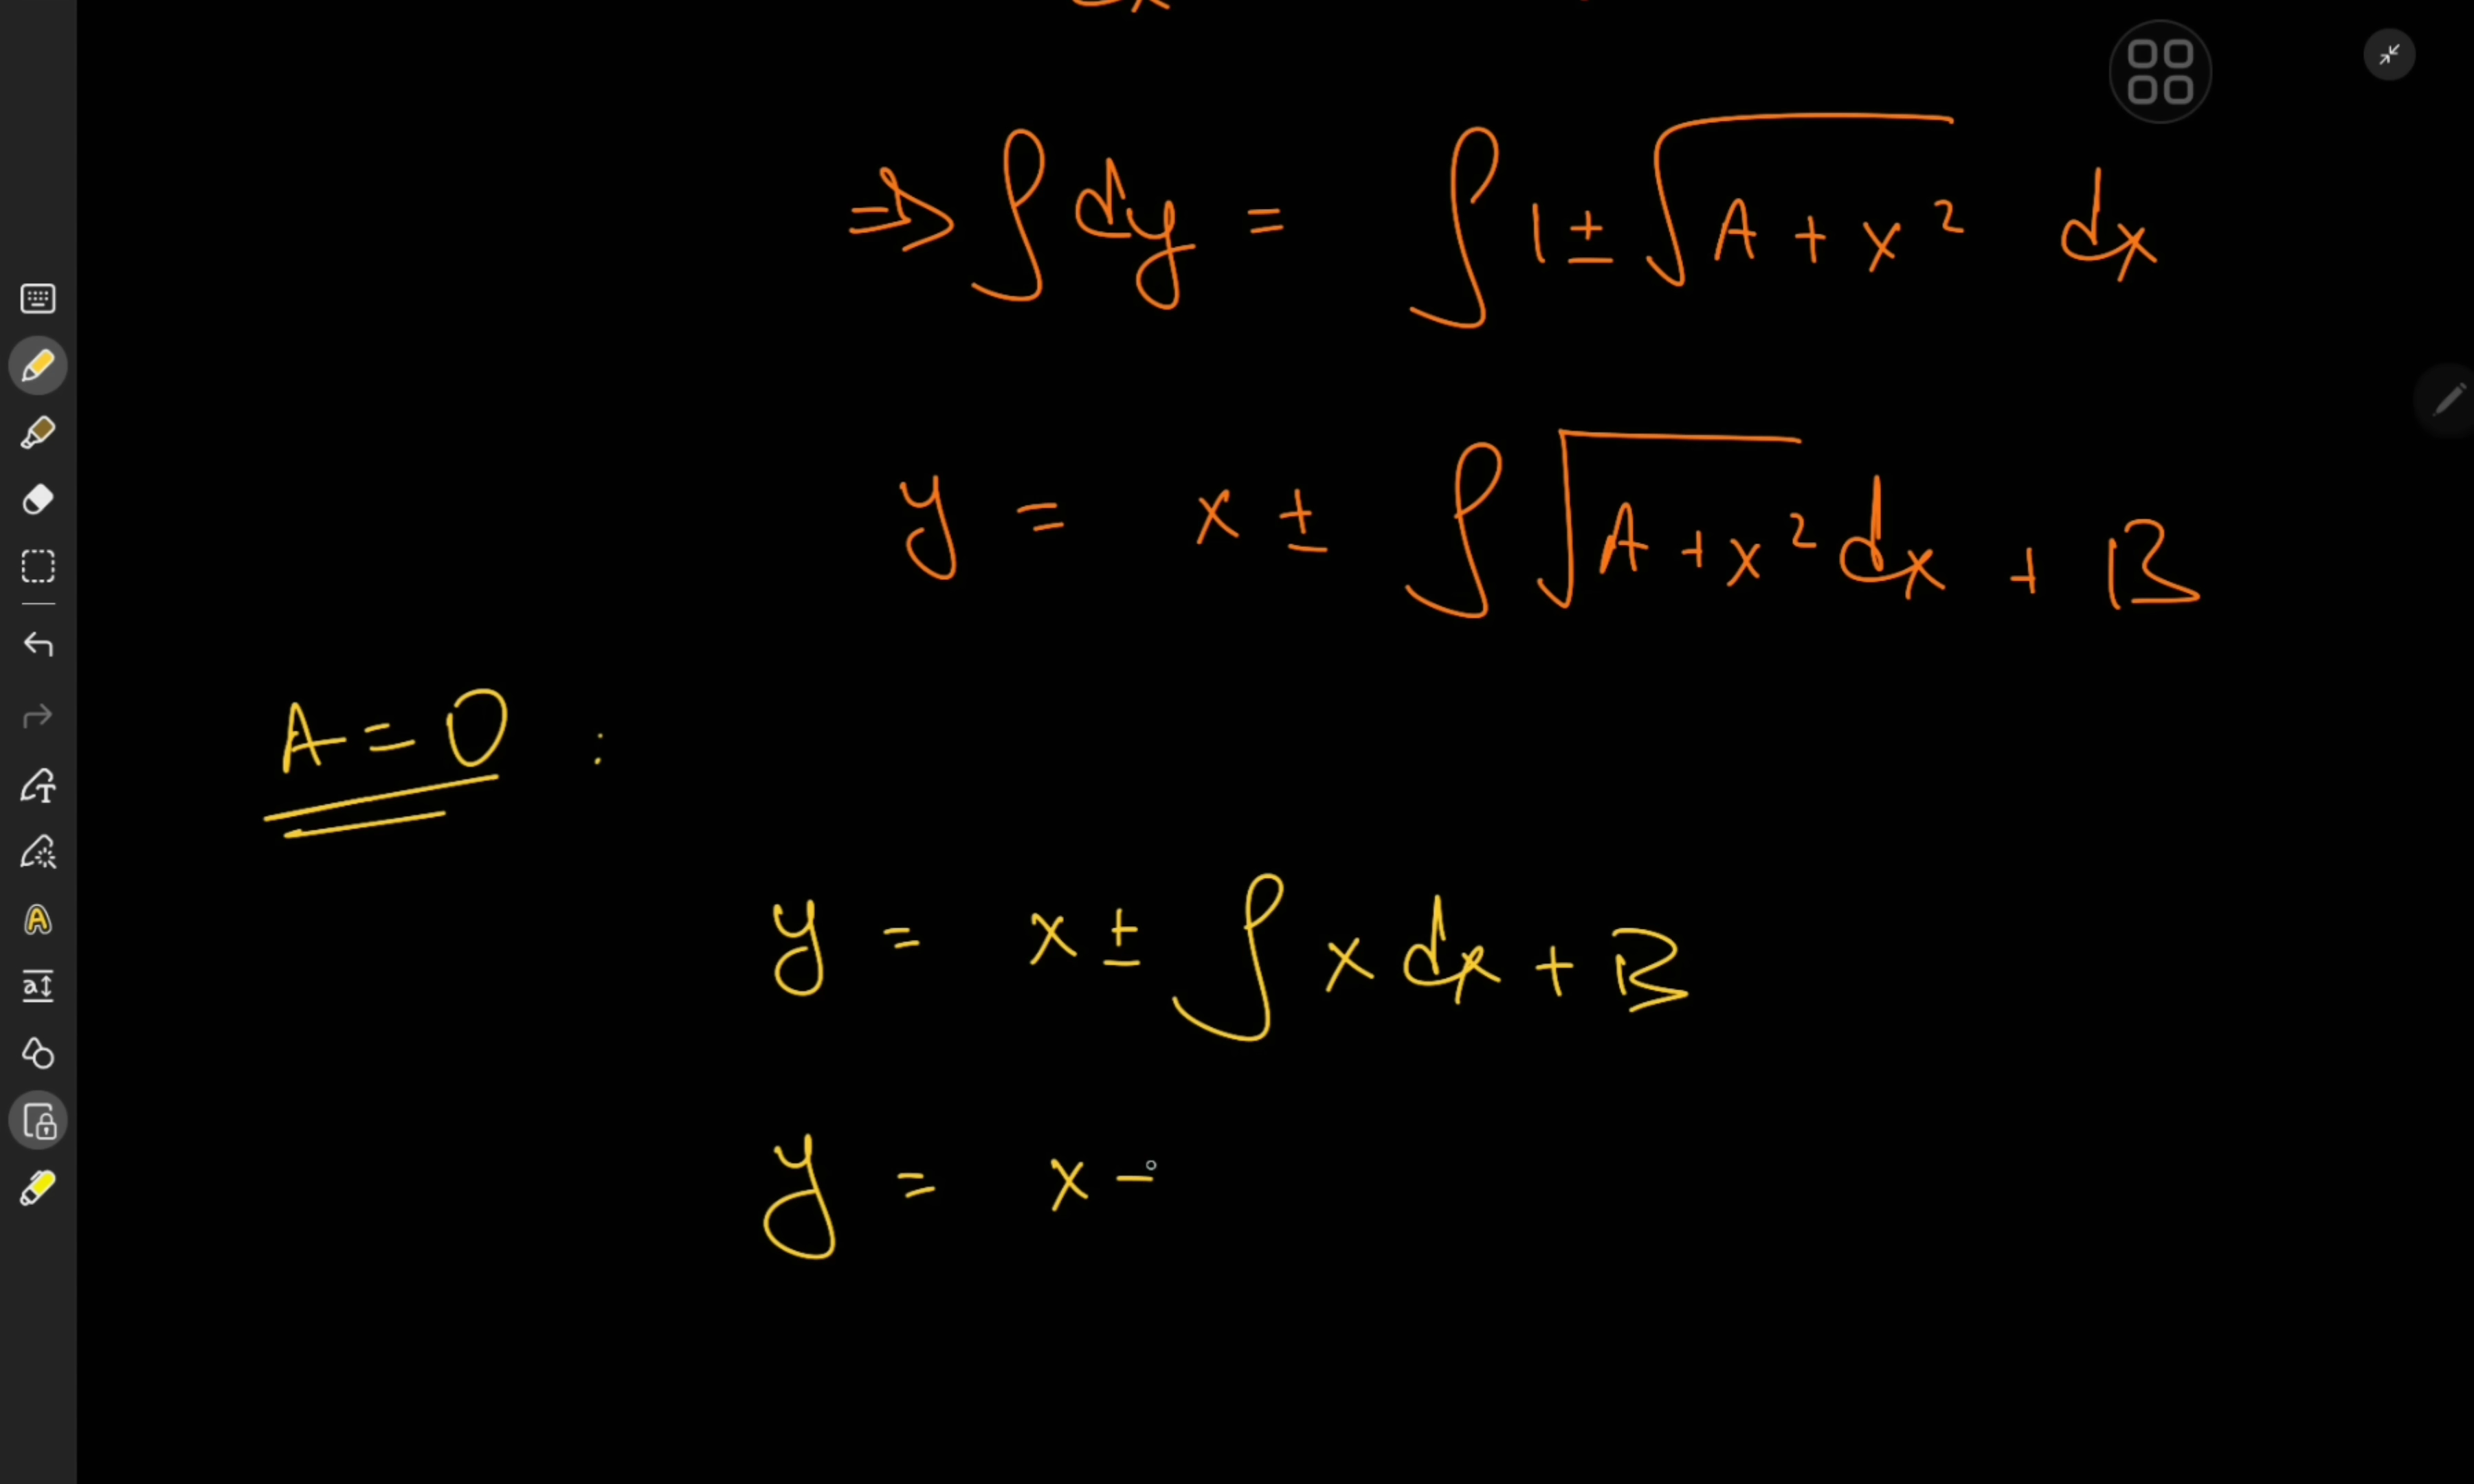 ⇒ ∫ dy = ∫ 1 ± √(A + x²) dx
y = x ± ∫ √(A + x²) dx + B
A = 0 :
y = x ± ∫ x dx + B
y = x −